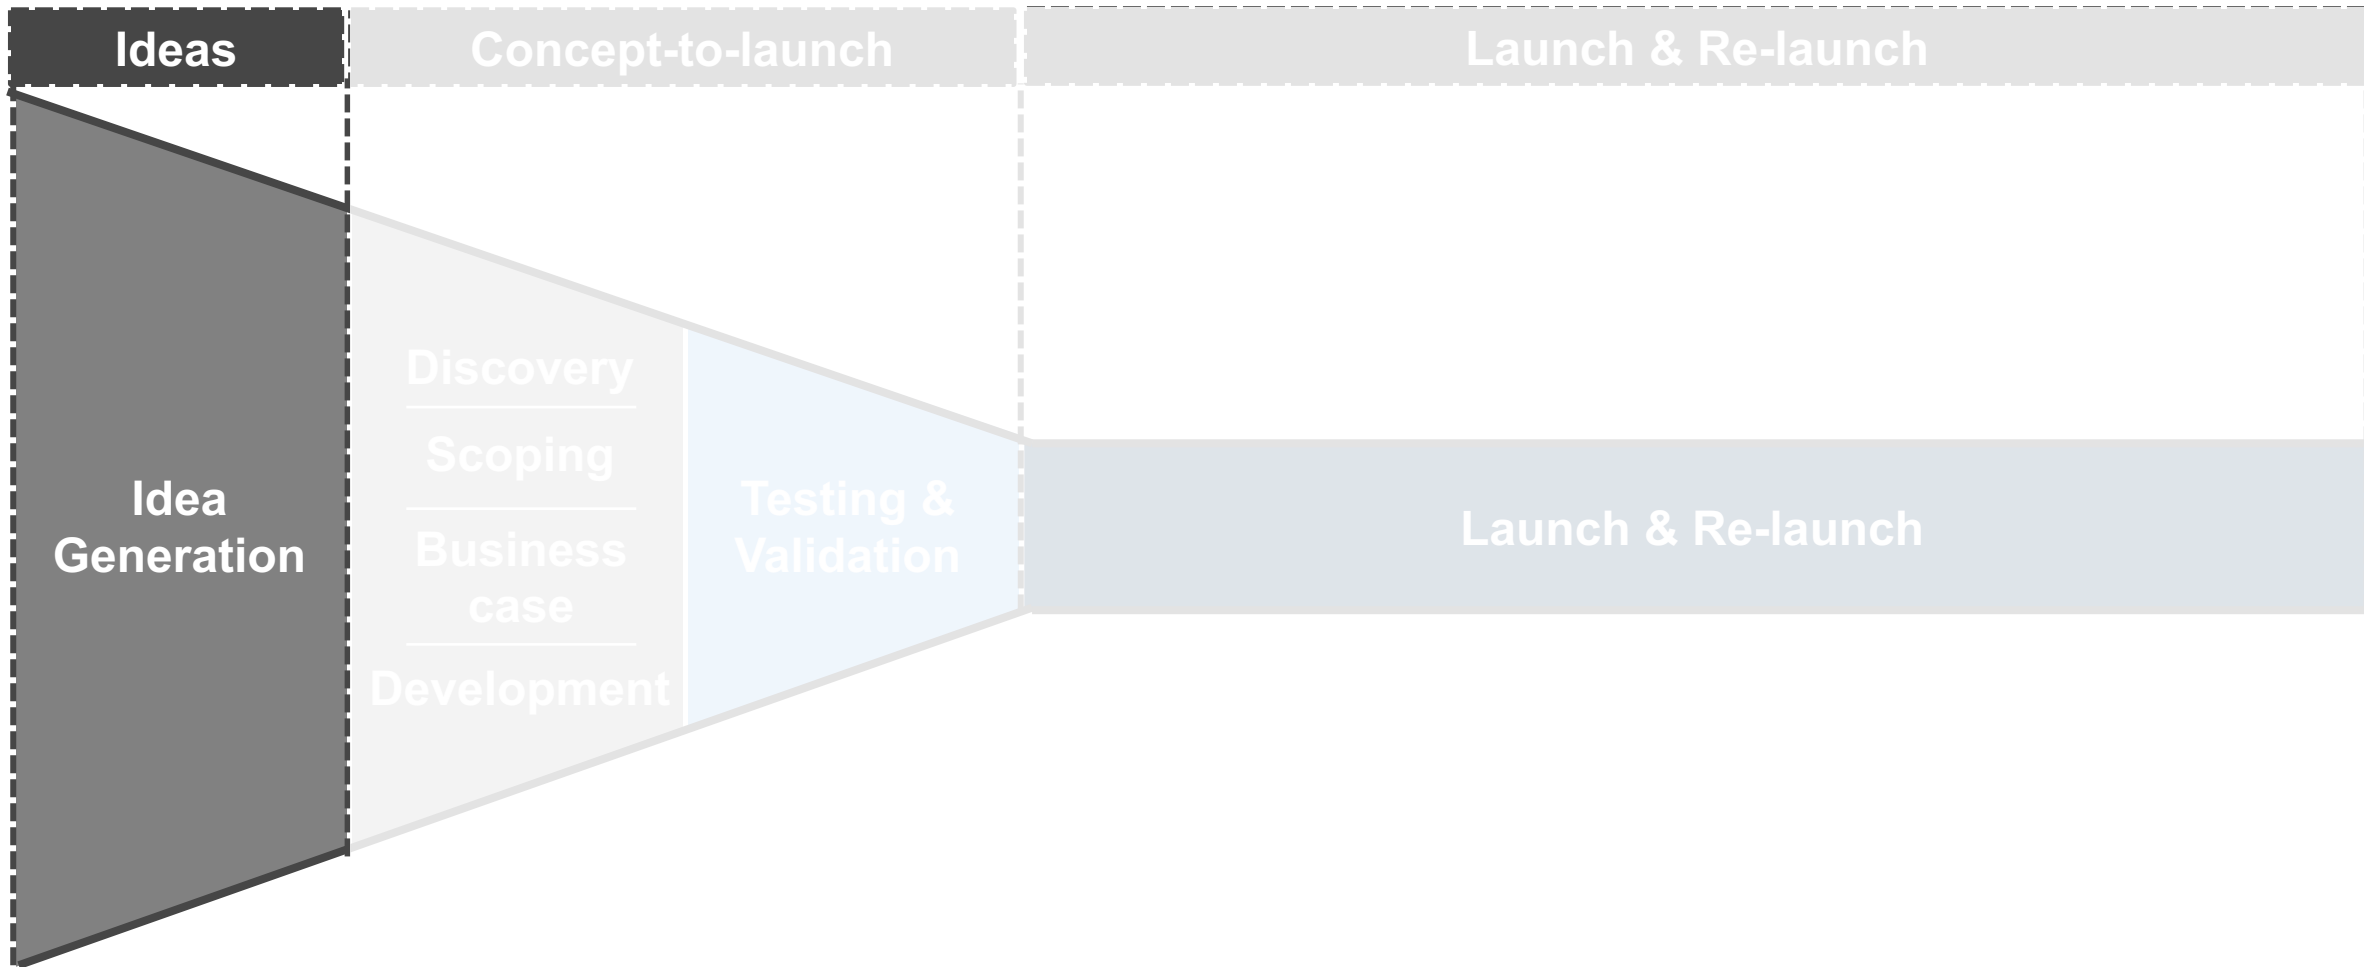 Ideas
Concept-to-launch
Launch & Re-launch
Idea
Generation
Discovery
Scoping
Business
case
Development
Testing &
Validation
Launch & Re-launch